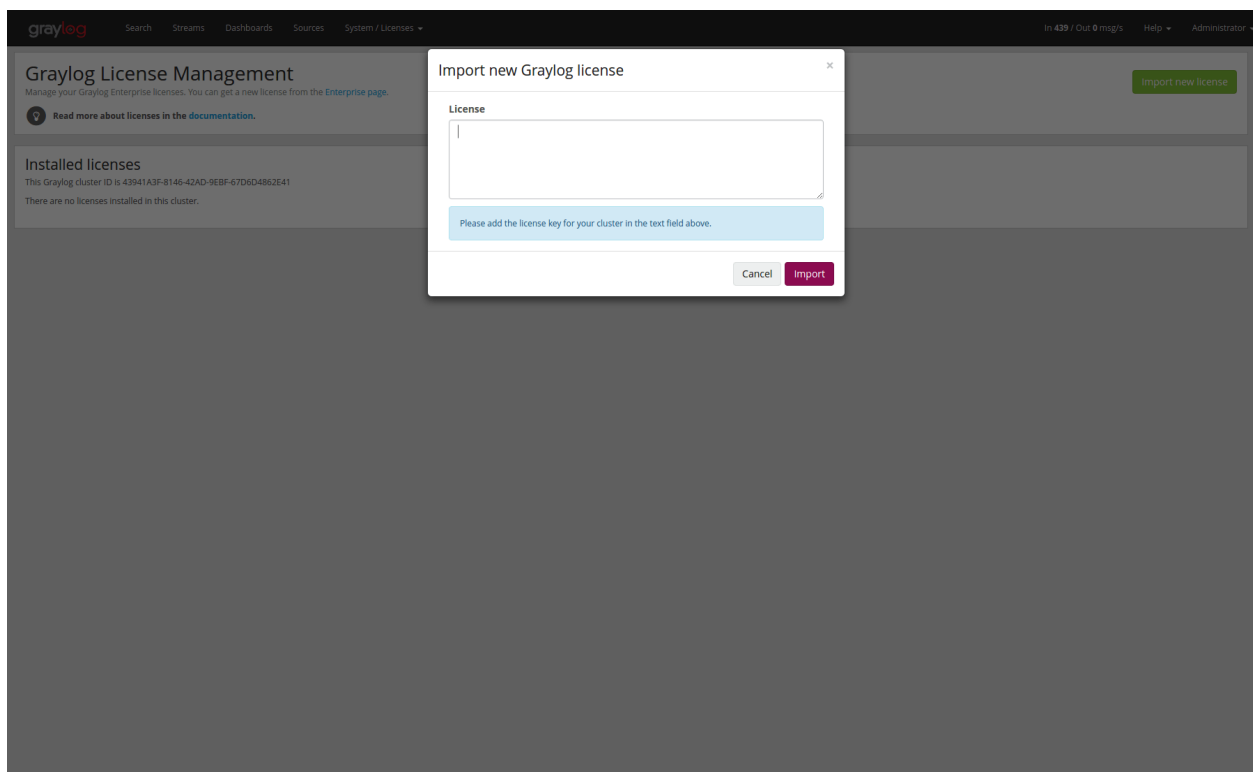 graylog Search Streams Dashboards Sources System / Licenses In 439 / Out 0 msg/s Help Administrator
Graylog License Management
Manage your Graylog Enterprise licenses. You can get a new license from the Enterprise page.
Read more about licenses in the documentation.
Import new license
Installed licenses
This Graylog cluster ID is 43941A3F-8146-42AD-9EBF-67D6D4862E41
There are no licenses installed in this cluster.
Import new Graylog license ×
License
Please add the license key for your cluster in the text field above.
Cancel Import